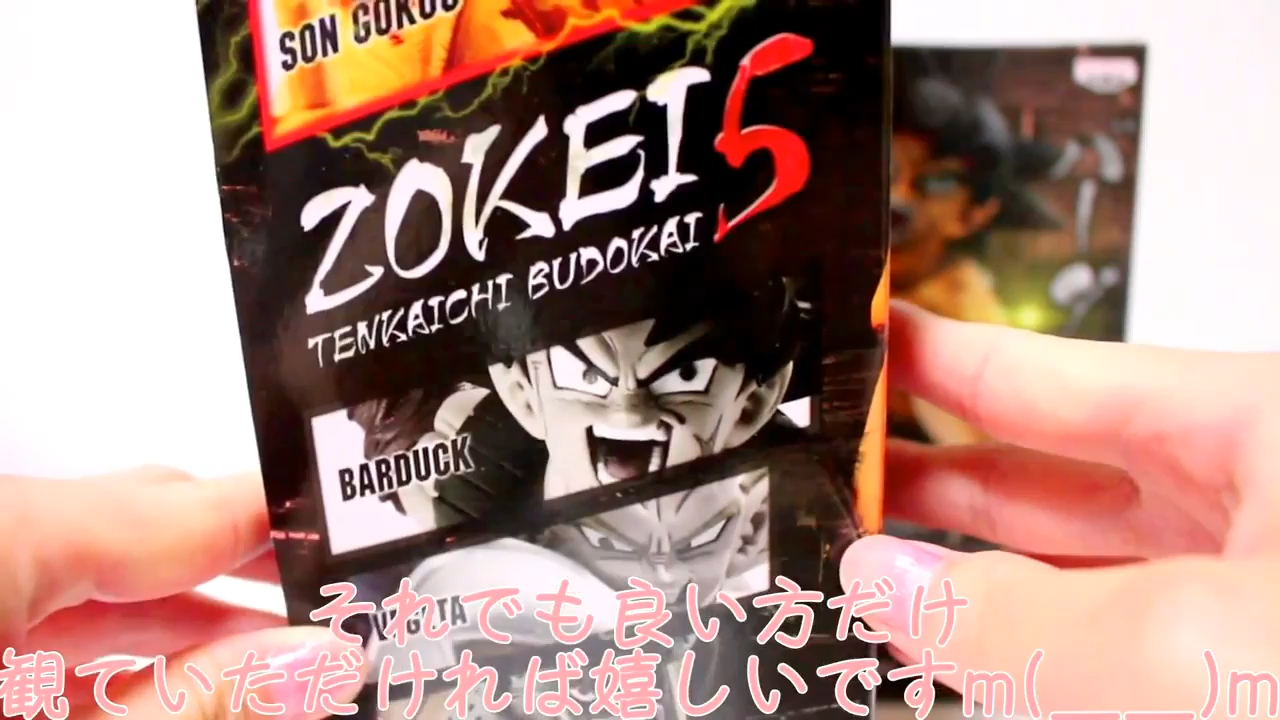 SON GOKOU
ZOKEI 5
TENKAICHI BUDOKAI
BARDUCK
VEGETA
それでも良い方だけ
観ていただければ嬉しいですm(__)m